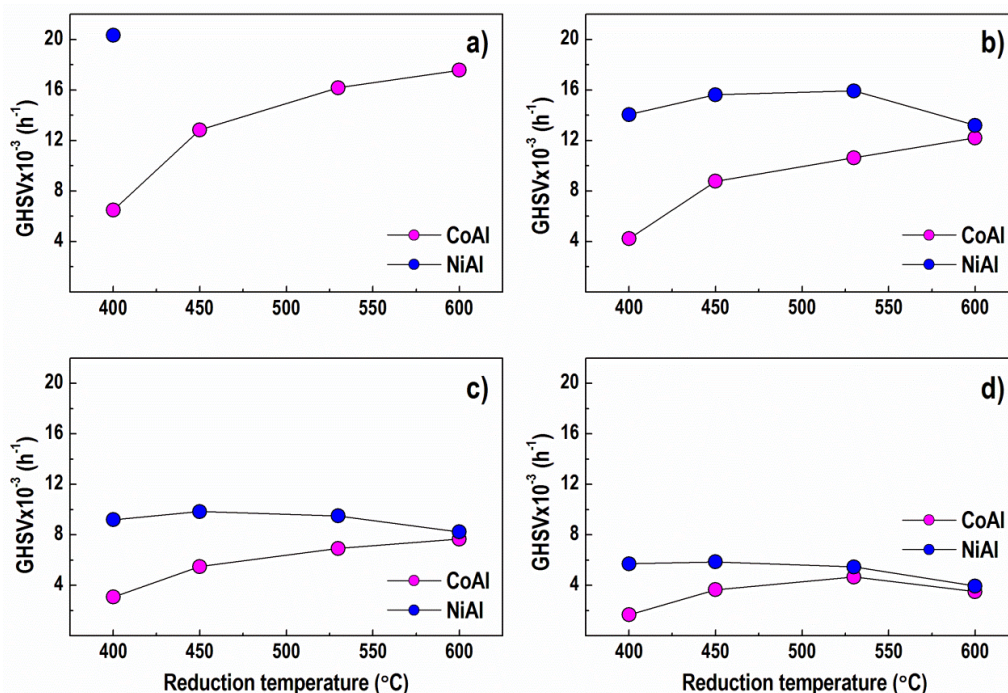 a)
GHSVx10⁻³ (h⁻¹)
20
16
12
8
4
CoAl
NiAl
400 450 500 550 600
b)
GHSVx10⁻³ (h⁻¹)
20
16
12
8
4
CoAl
NiAl
400 450 500 550 600
c)
GHSVx10⁻³ (h⁻¹)
20
16
12
8
4
CoAl
NiAl
400 450 500 550 600
Reduction temperature (°C)
d)
GHSVx10⁻³ (h⁻¹)
20
16
12
8
4
CoAl
NiAl
400 450 500 550 600
Reduction temperature (°C)